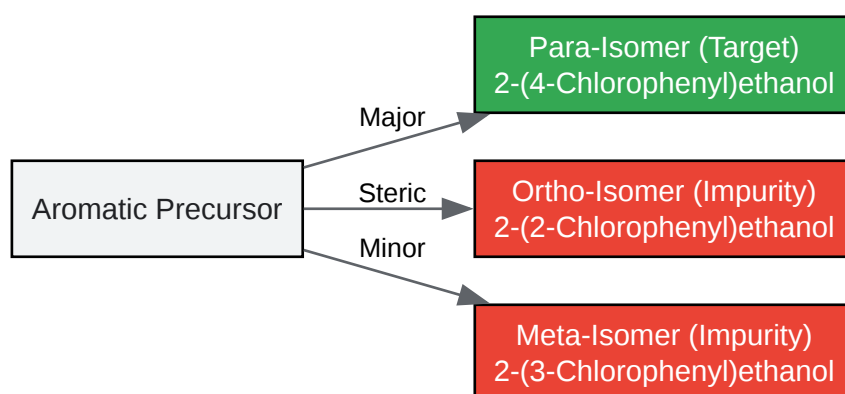 Para-Isomer (Target)
2-(4-Chlorophenyl)ethanol
Major
Aromatic Precursor
Steric
Ortho-Isomer (Impurity)
2-(2-Chlorophenyl)ethanol
Minor
Meta-Isomer (Impurity)
2-(3-Chlorophenyl)ethanol